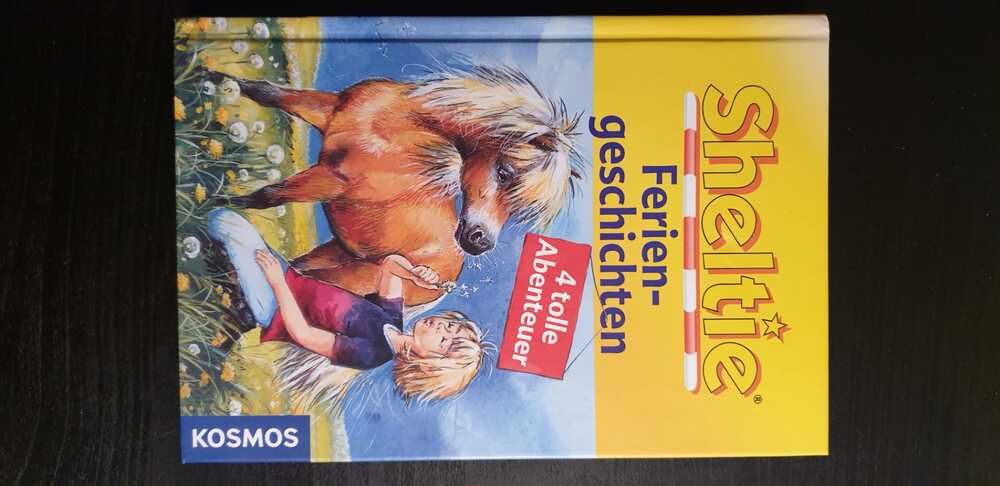 Sheltie®
Ferien-
geschichten
4 tolle
Abenteuer
KOSMOS